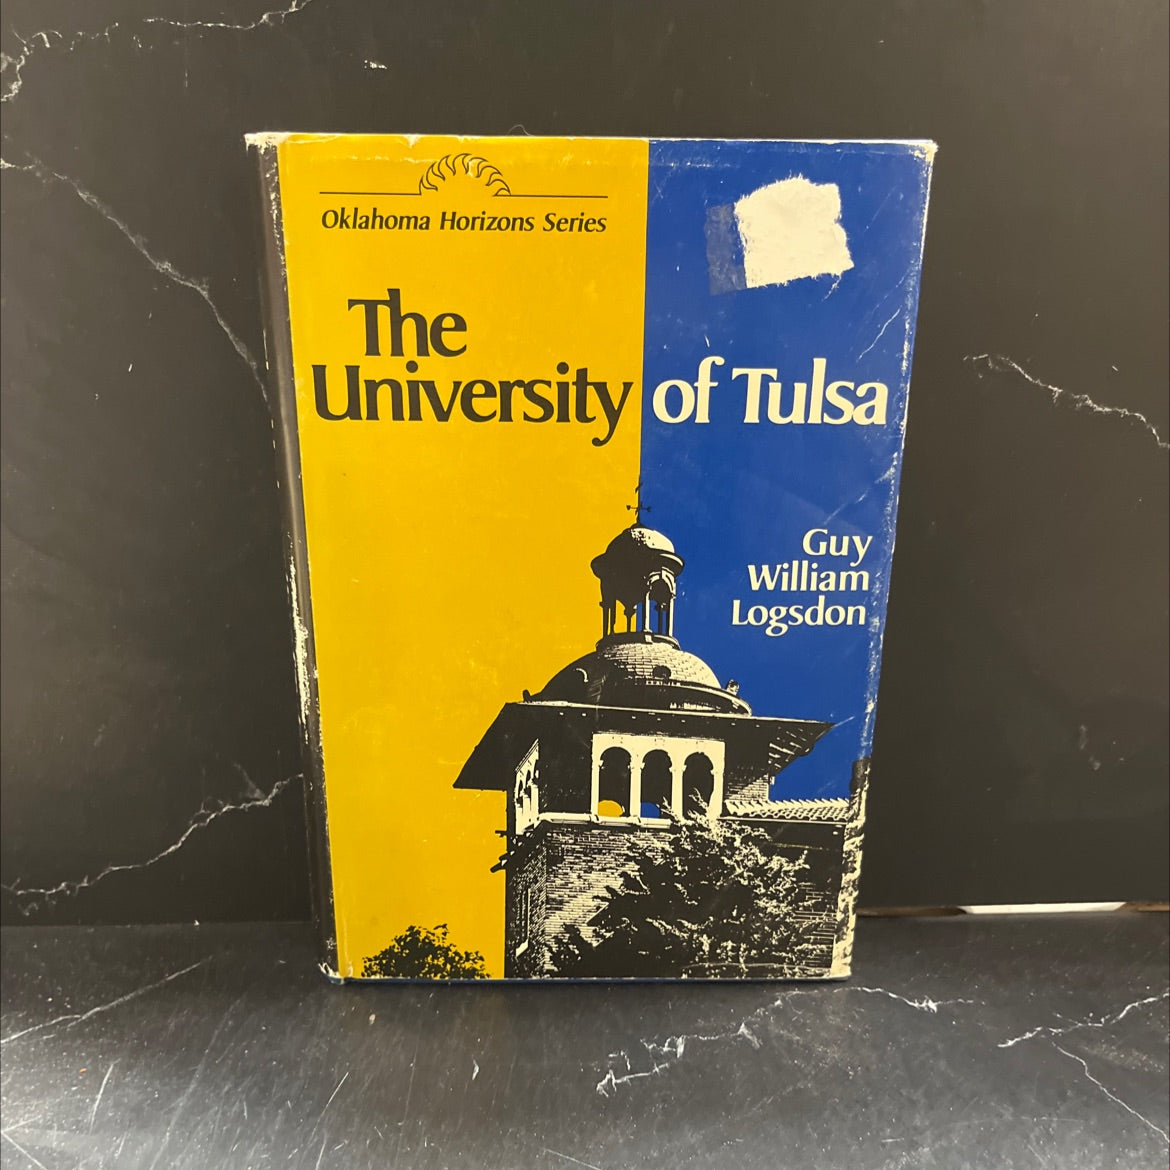 Oklahoma Horizons Series
The
University of Tulsa
Guy
William
Logsdon